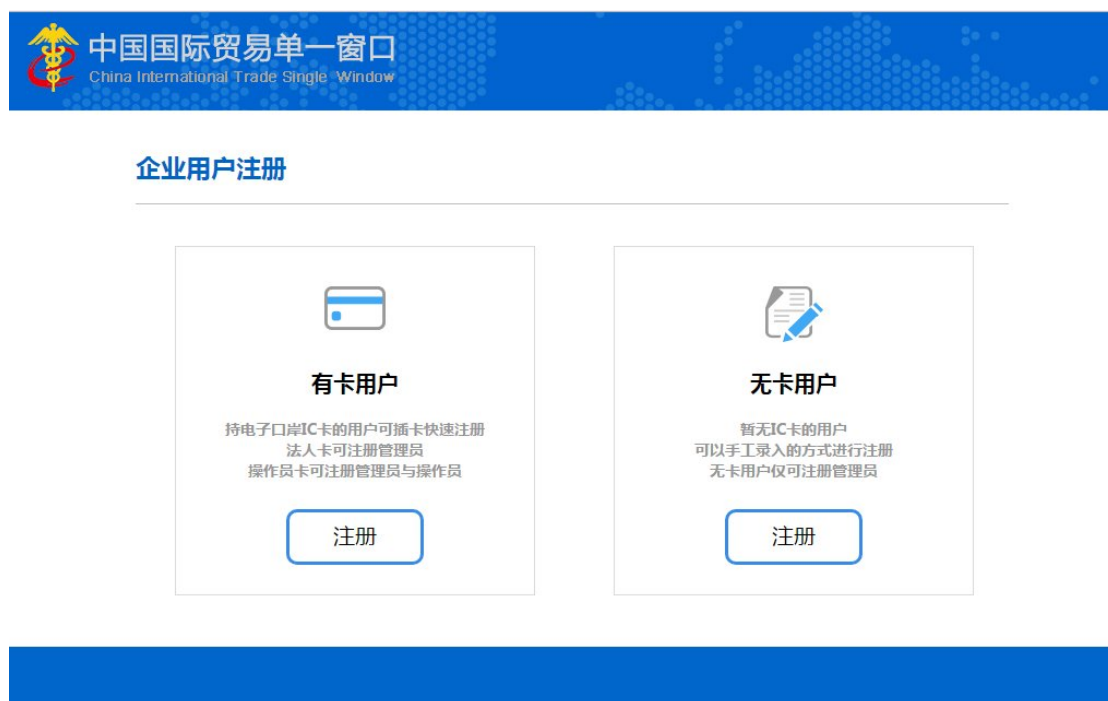 中国国际贸易单一窗口
China International Trade Single Window
企业用户注册
有卡用户
持电子口岸IC卡的用户可插卡快速注册
法人卡可注册管理员
操作员卡可注册管理员与操作员
注册
无卡用户
暂无IC卡的用户
可以手工录入的方式进行注册
无卡用户仅可注册管理员
注册